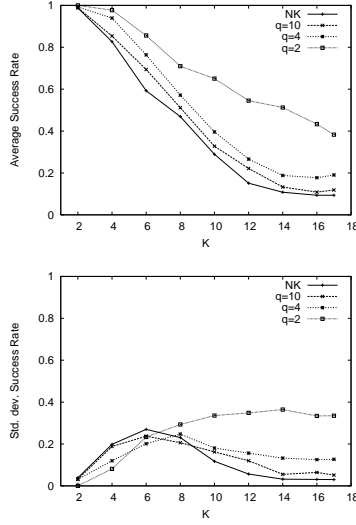 1
0.8
0.6
0.4
0.2
0
Average Success Rate
NK
q=10
q=4
q=2
2 4 6 8 10 12 14 16 18
K
1
0.8
0.6
0.4
0.2
0
Std. dev. Success Rate
NK
q=10
q=4
q=2
2 4 6 8 10 12 14 16 18
K